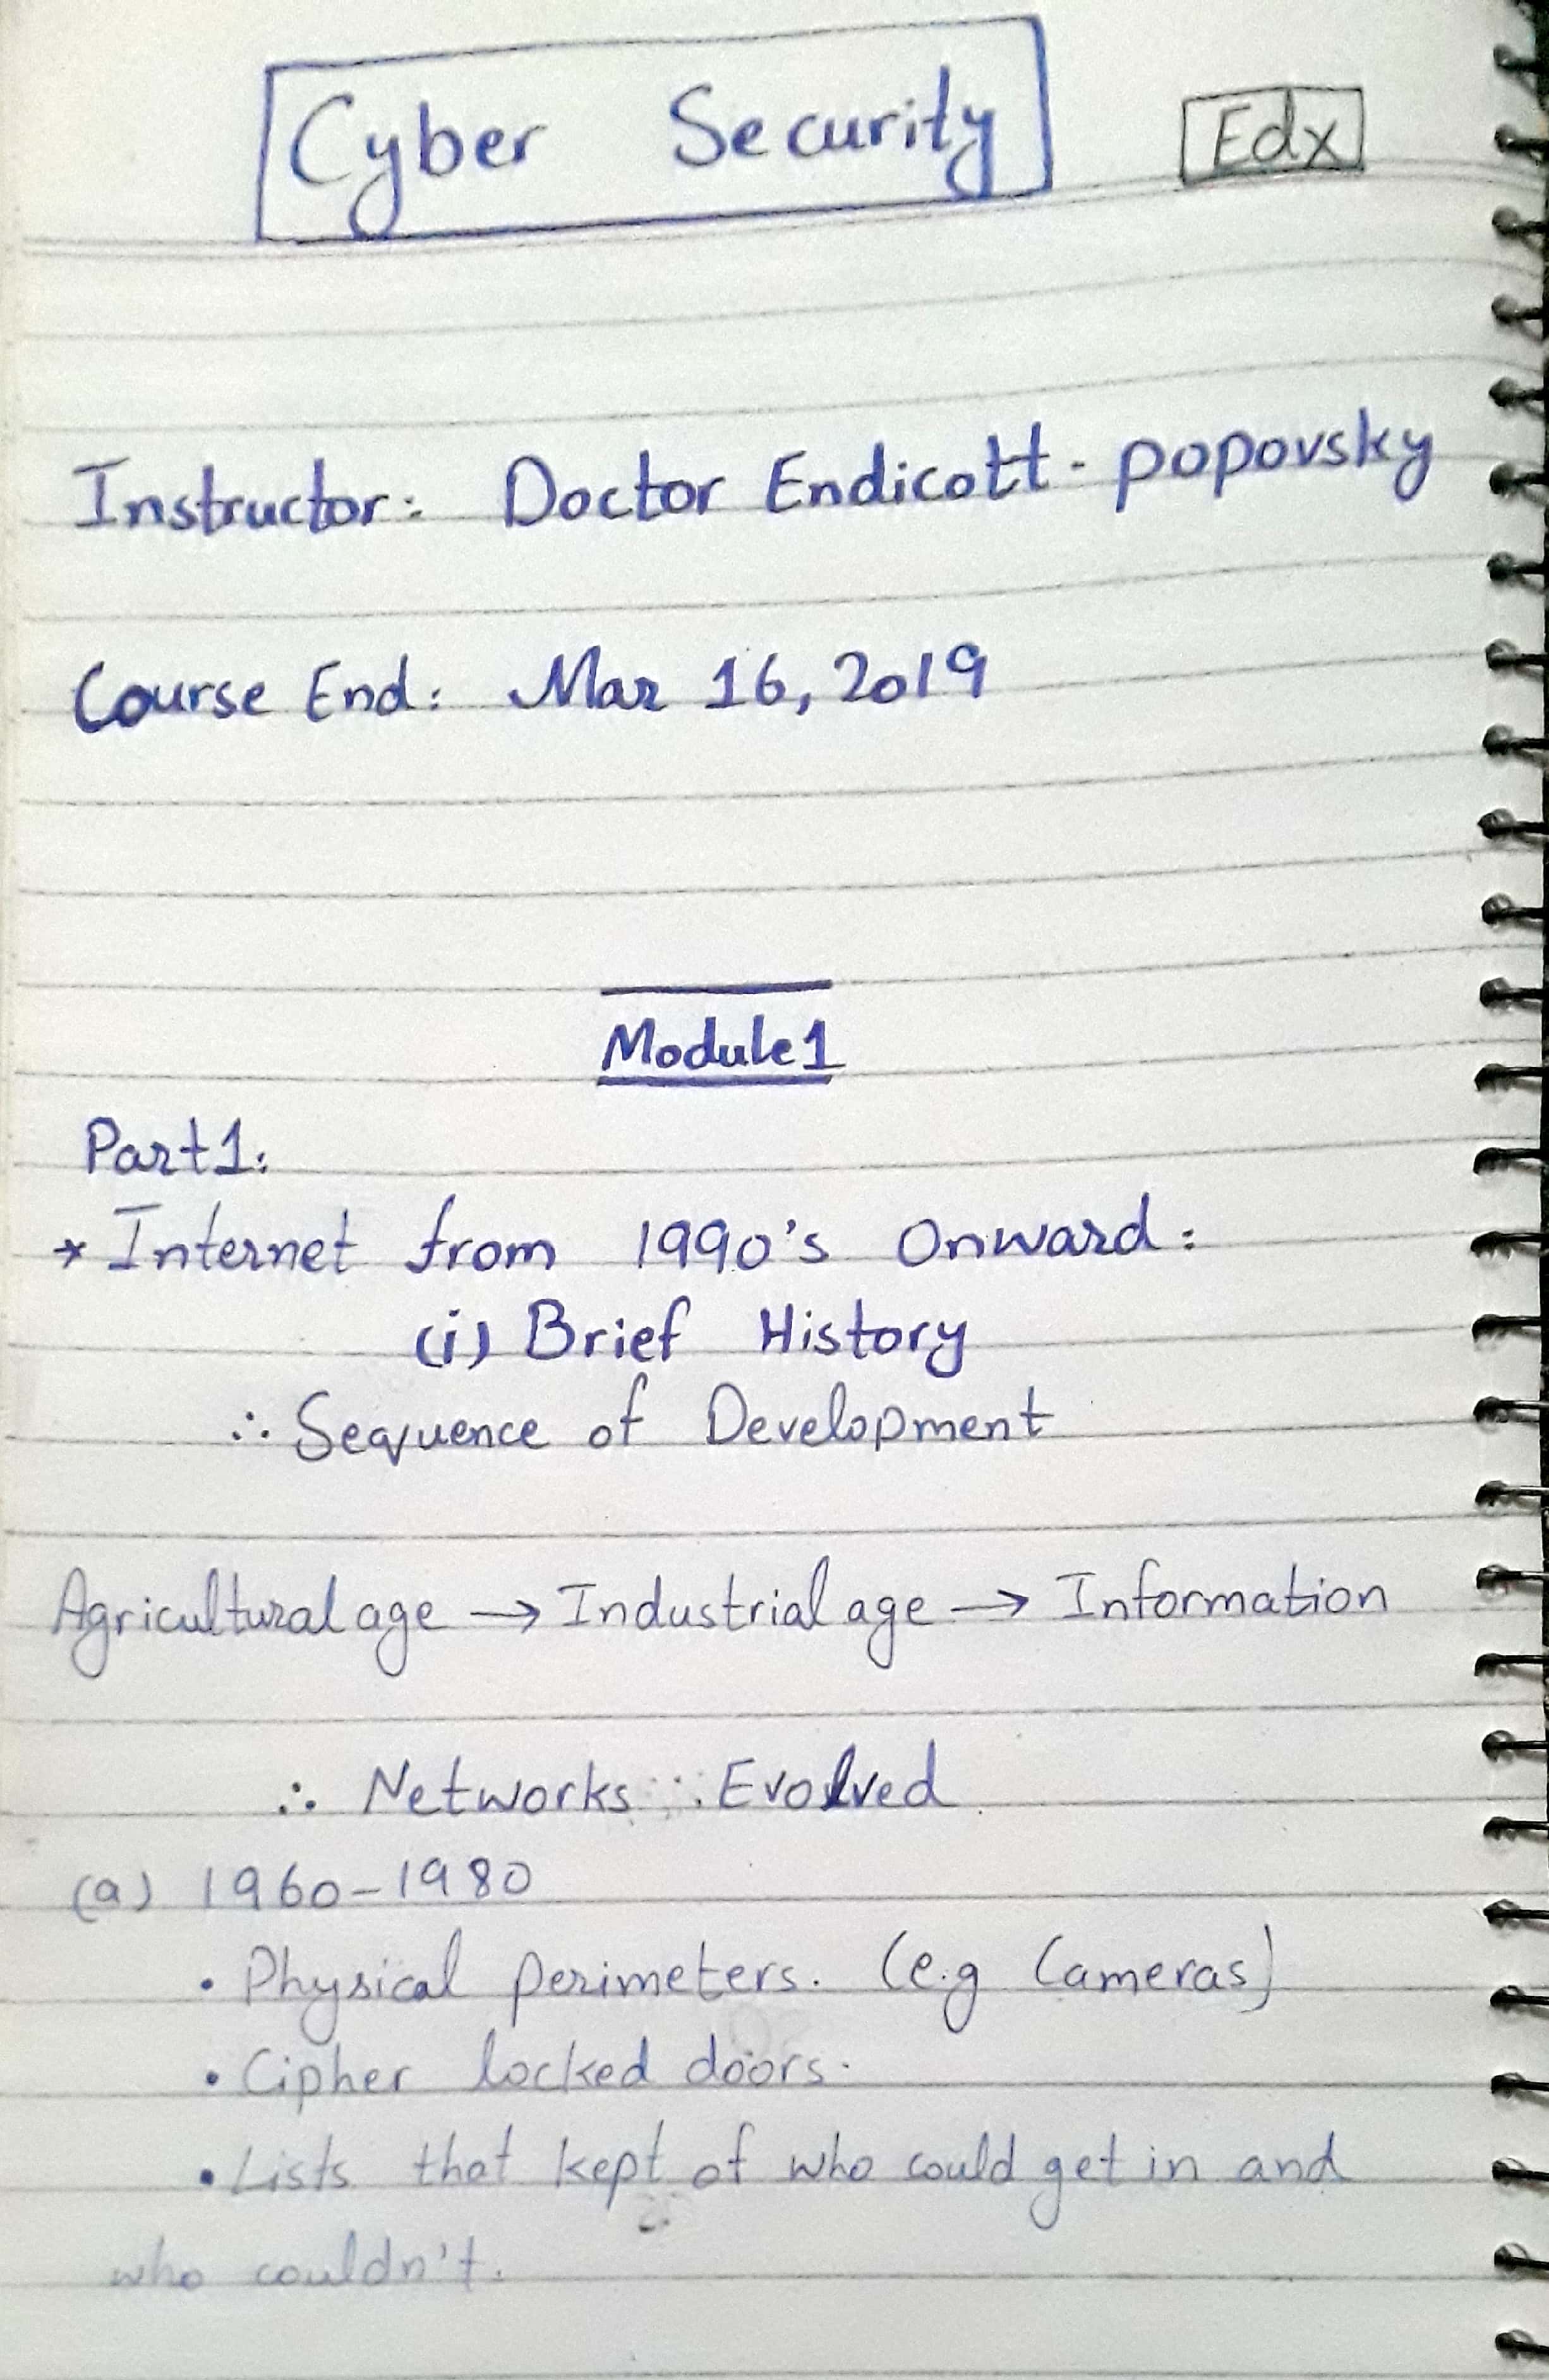 Cyber Security Edx
Instructor: Doctor Endicott-popovsky
Course End: Mar 16, 2019
Module 1
Part 1:
* Internet from 1990's Onward:
(i) Brief History
∴ Sequence of Development
Agricultural age → Industrial age → Information
∴ Networks Evolved
(a) 1960-1980
• Physical perimeters. (e.g Cameras)
• Cipher locked doors.
• Lists that kept of who could get in and
who couldn't.